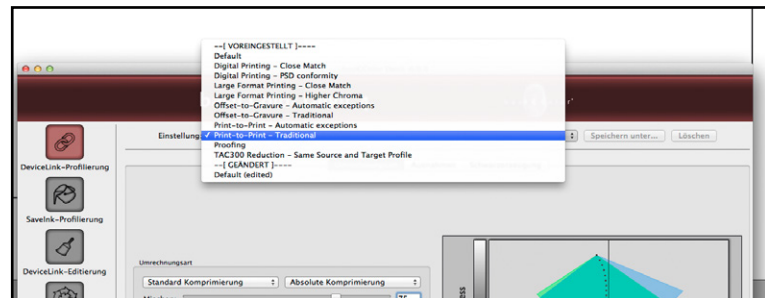 --[ VOREINGESTELLT ]----
Default
Digital Printing - Close Match
Digital Printing - PSD conformity
Large Format Printing - Close Match
Large Format Printing - Higher Chroma
Offset-to-Gravure - Automatic exceptions
Offset-to-Gravure - Traditional
Print-to-Print - Automatic exceptions
Einstellung: ✓ Print-to-Print - Traditional
Speichern unter... Löschen
Proofing
TAC300 Reduction - Same Source and Target Profile
--[ GEÄNDERT ]----
Default (edited)
DeviceLink-Profilierung
SaveInk-Profilierung
DeviceLink-Editierung
Umrechnungsart
Standard Komprimierung Absolute Komprimierung
75